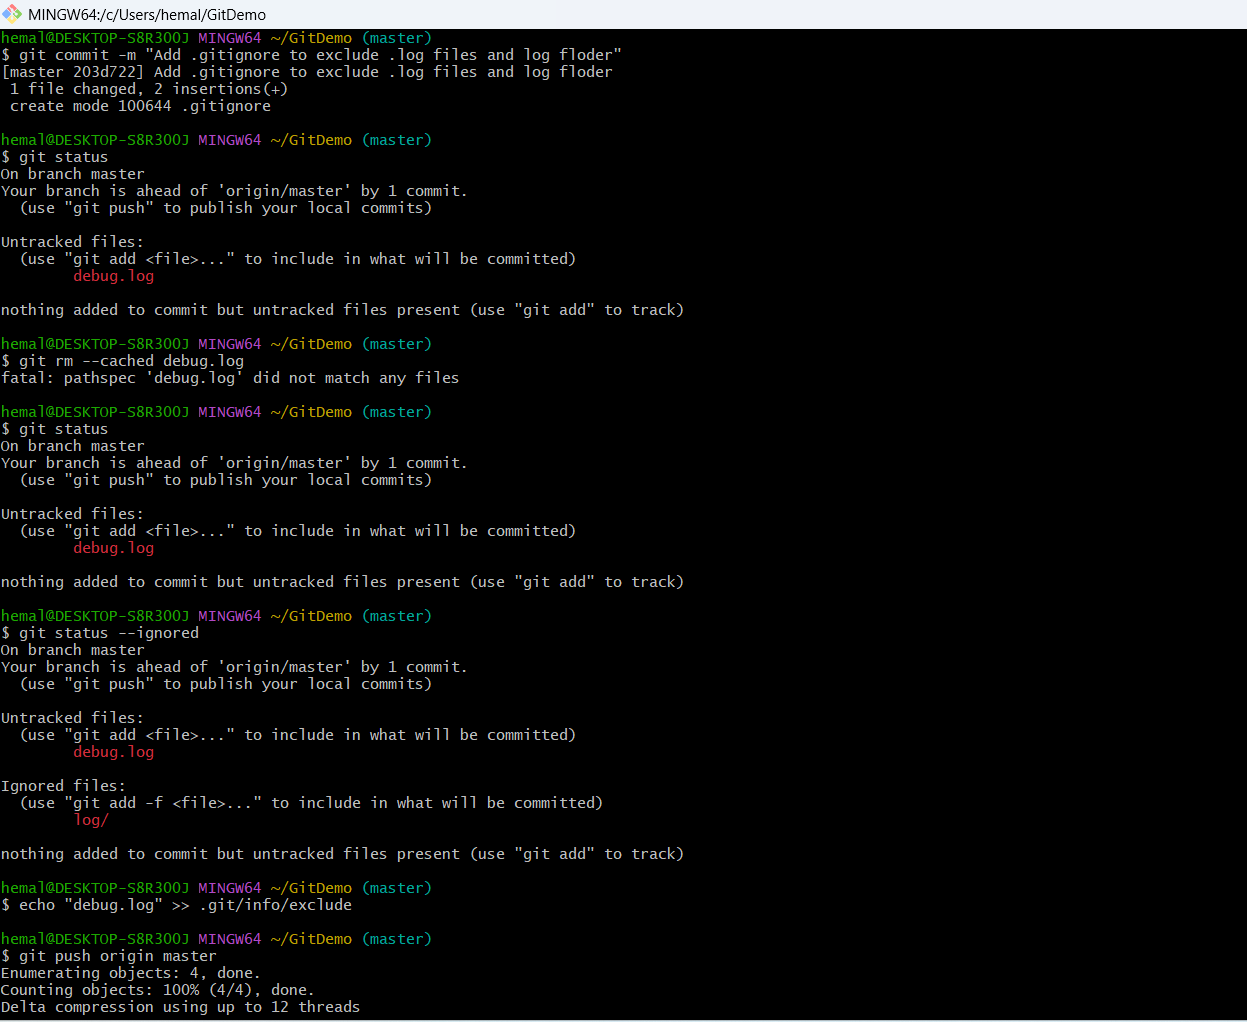 MINGW64:/c/Users/hemal/GitDemo
hemal@DESKTOP-S8R300J MINGW64 ~/GitDemo (master)
$ git commit -m "Add .gitignore to exclude .log files and log floder"
[master 203d722] Add .gitignore to exclude .log files and log floder
 1 file changed, 2 insertions(+)
 create mode 100644 .gitignore

hemal@DESKTOP-S8R300J MINGW64 ~/GitDemo (master)
$ git status
On branch master
Your branch is ahead of 'origin/master' by 1 commit.
  (use "git push" to publish your local commits)

Untracked files:
  (use "git add <file>..." to include in what will be committed)
        debug.log

nothing added to commit but untracked files present (use "git add" to track)

hemal@DESKTOP-S8R300J MINGW64 ~/GitDemo (master)
$ git rm --cached debug.log
fatal: pathspec 'debug.log' did not match any files

hemal@DESKTOP-S8R300J MINGW64 ~/GitDemo (master)
$ git status
On branch master
Your branch is ahead of 'origin/master' by 1 commit.
  (use "git push" to publish your local commits)

Untracked files:
  (use "git add <file>..." to include in what will be committed)
        debug.log

nothing added to commit but untracked files present (use "git add" to track)

hemal@DESKTOP-S8R300J MINGW64 ~/GitDemo (master)
$ git status --ignored
On branch master
Your branch is ahead of 'origin/master' by 1 commit.
  (use "git push" to publish your local commits)

Untracked files:
  (use "git add <file>..." to include in what will be committed)
        debug.log

Ignored files:
  (use "git add -f <file>..." to include in what will be committed)
        log/

nothing added to commit but untracked files present (use "git add" to track)

hemal@DESKTOP-S8R300J MINGW64 ~/GitDemo (master)
$ echo "debug.log" >> .git/info/exclude

hemal@DESKTOP-S8R300J MINGW64 ~/GitDemo (master)
$ git push origin master
Enumerating objects: 4, done.
Counting objects: 100% (4/4), done.
Delta compression using up to 12 threads